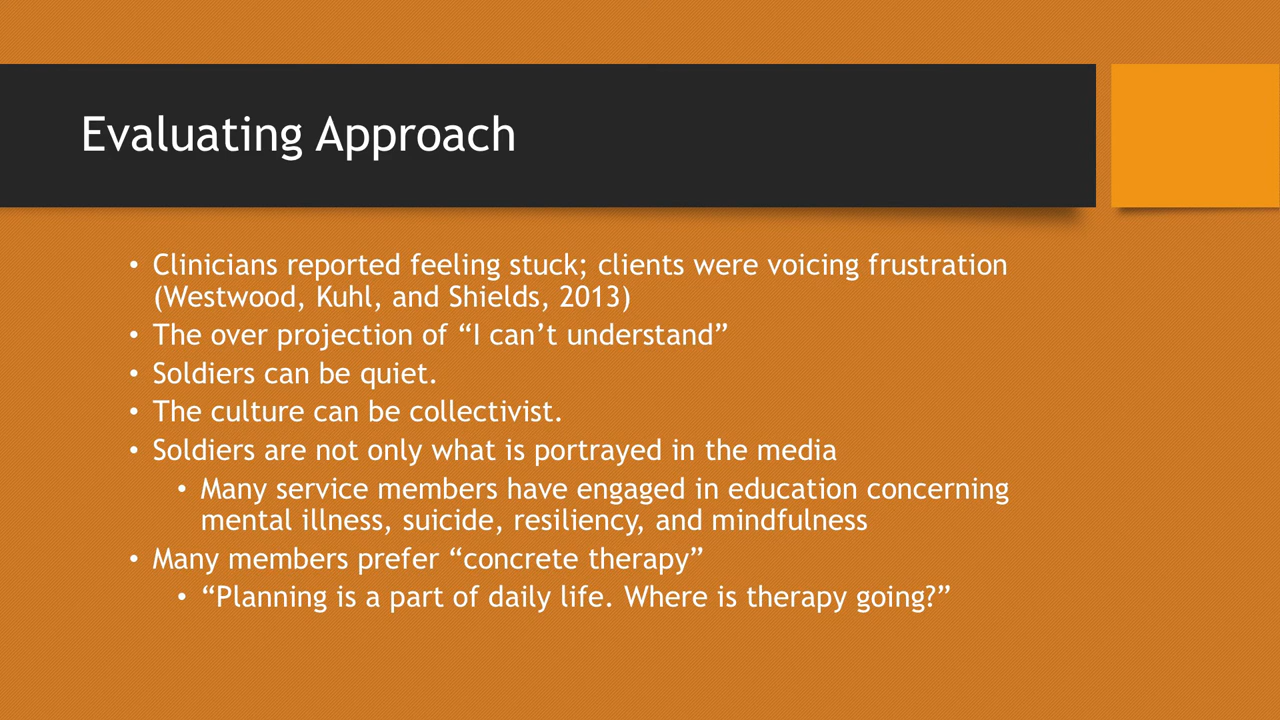 Evaluating Approach
• Clinicians reported feeling stuck; clients were voicing frustration
(Westwood, Kuhl, and Shields, 2013)
• The over projection of “I can’t understand”
• Soldiers can be quiet.
• The culture can be collectivist.
• Soldiers are not only what is portrayed in the media
• Many service members have engaged in education concerning
mental illness, suicide, resiliency, and mindfulness
• Many members prefer “concrete therapy”
• “Planning is a part of daily life. Where is therapy going?”